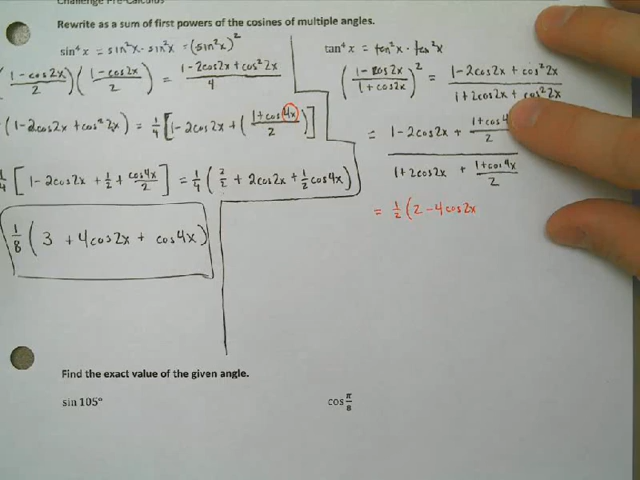 Challenge Pre-Calculus
Rewrite as a sum of first powers of the cosines of multiple angles.
sin⁴ x = sin²x · sin²x = (sin²x)²
(1-cos2x)/2 ((1-cos2x)/2) = (1-2cos2x+cos²2x)/4
(1-2cos2x+cos²2x) = 1/4 [1-2cos2x + ((1+cos4x)/2)]
1/4 [1-2cos2x + 1/2 + cos4x/2] = 1/4 (3/2 + 2cos2x + 1/2 cos4x)
1/8 (3 + 4cos2x + cos4x)
tan⁴ x = tan²x · tan²x
((1-cos2x)/(1+cos2x))² = (1-2cos2x + cos²2x)/(1+2cos2x + cos²2x)
= (1-2cos2x + (1+cos4)/2)/(1+2cos2x + (1+cos4x)/2)
= 1/2 (2-4cos2x
Find the exact value of the given angle.
sin 105°
cos π/8